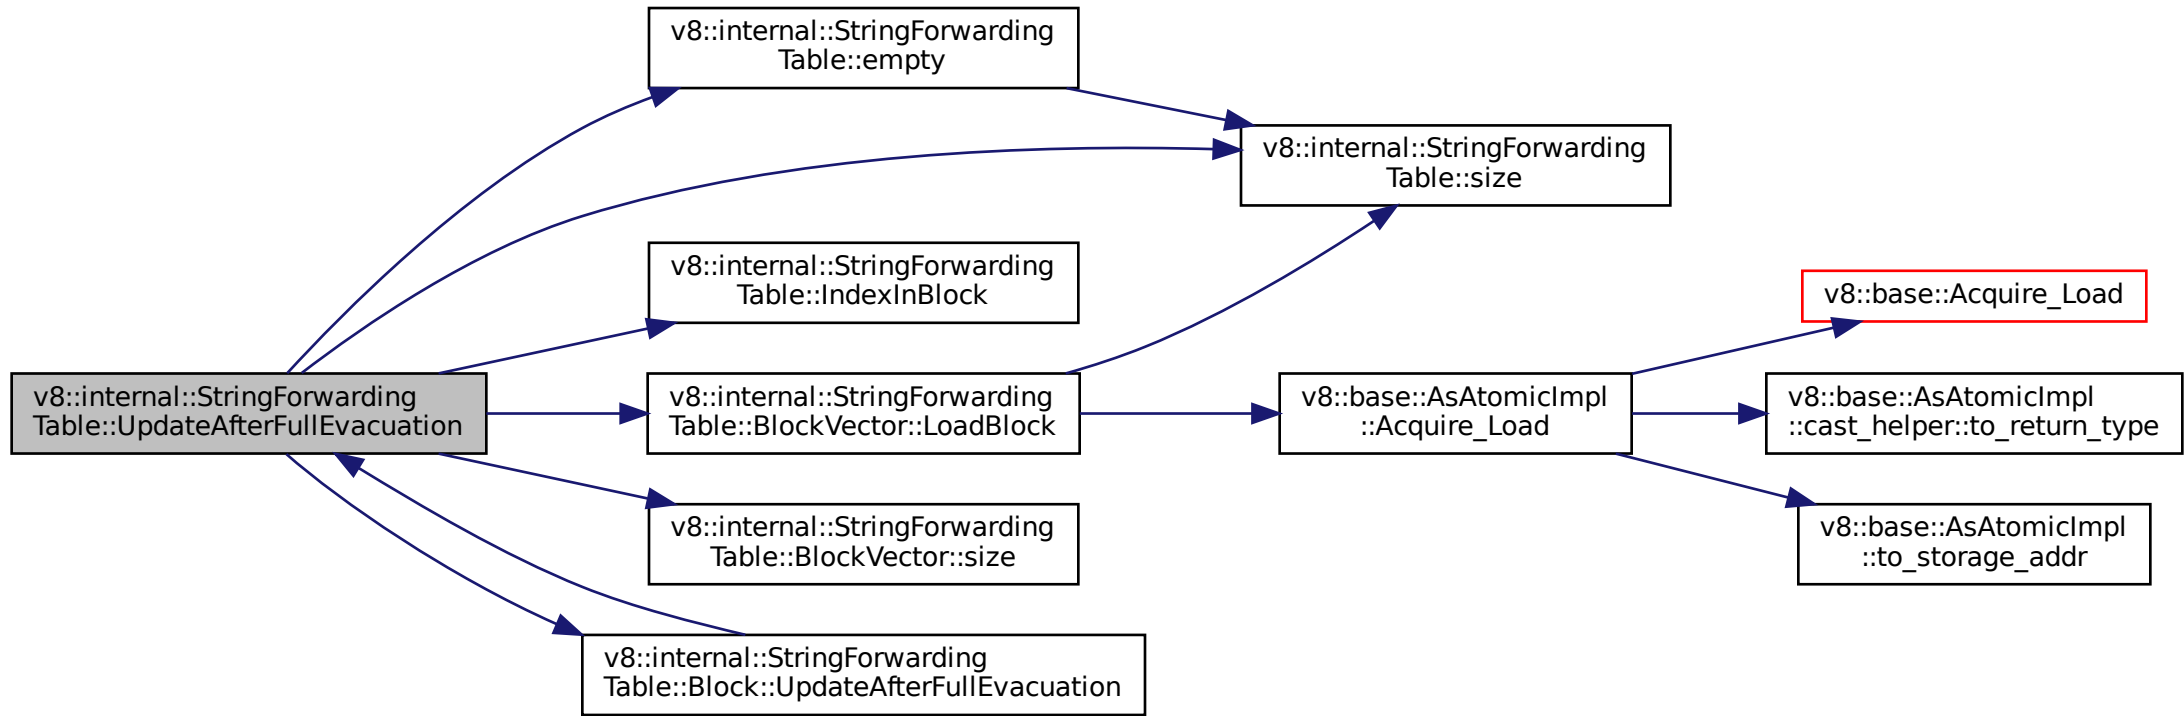 v8::internal::StringForwarding
Table::empty
v8::internal::StringForwarding
Table::size
v8::internal::StringForwarding
Table::IndexInBlock
v8::base::Acquire_Load
v8::internal::StringForwarding
Table::UpdateAfterFullEvacuation
v8::internal::StringForwarding
Table::BlockVector::LoadBlock
v8::base::AsAtomicImpl
::Acquire_Load
v8::base::AsAtomicImpl
::cast_helper::to_return_type
v8::internal::StringForwarding
Table::BlockVector::size
v8::base::AsAtomicImpl
::to_storage_addr
v8::internal::StringForwarding
Table::Block::UpdateAfterFullEvacuation